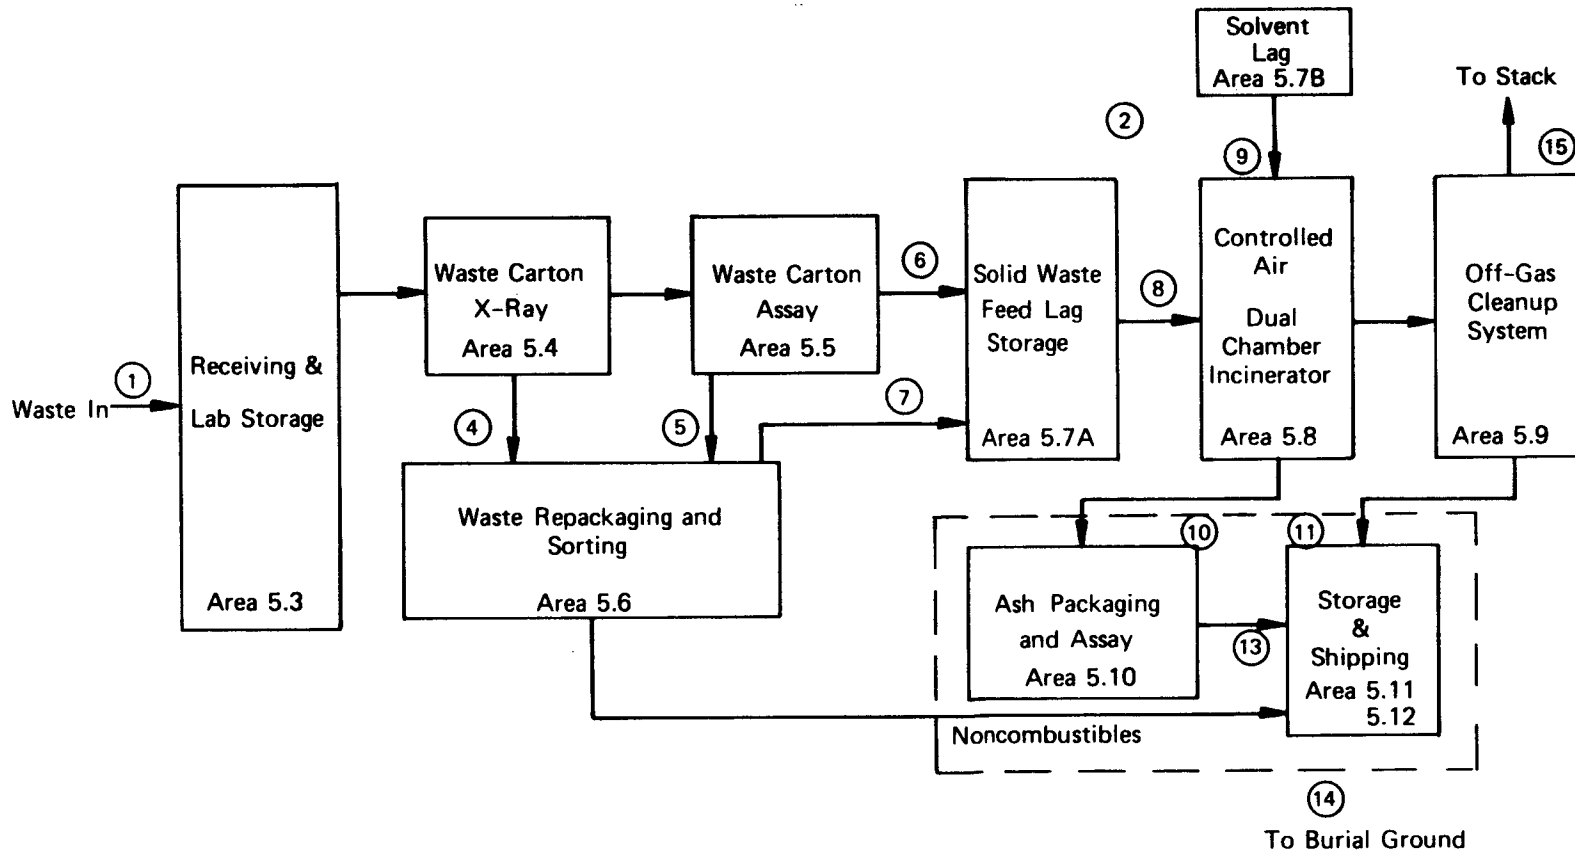 Solvent
Lag
Area 5.7B
To Stack
2
9
15
Waste In
1
Receiving &
Lab Storage
Area 5.3
Waste Carton
X-Ray
Area 5.4
Waste Carton
Assay
Area 5.5
6
Solid Waste
Feed Lag
Storage
Area 5.7A
8
Controlled
Air
Dual
Chamber
Incinerator
Area 5.8
Off-Gas
Cleanup
System
Area 5.9
4
5
7
Waste Repackaging and
Sorting
Area 5.6
10
11
Ash Packaging
and Assay
Area 5.10
13
Storage
&
Shipping
Area 5.11
5.12
Noncombustibles
14
To Burial Ground